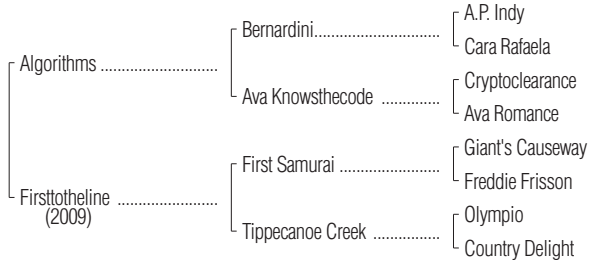 A.P. Indy
Bernardini..............................
Cara Rafaela
Algorithms ............................
Cryptoclearance
Ava Knowsthecode ..............
Ava Romance
Giant's Causeway
First Samurai ........................
Freddie Frisson
Firsttotheline ........................
(2009)
Olympio
Tippecanoe Creek ................
Country Delight